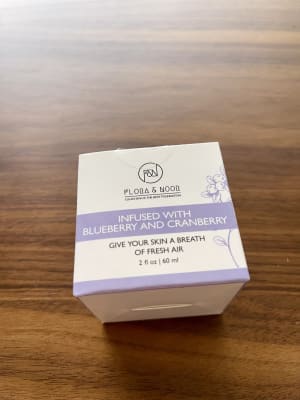 F&N
FLORA & NOOR
INFUSED WITH
BLUEBERRY AND CRANBERRY
GIVE YOUR SKIN A BREATH
OF FRESH AIR
2 fl oz | 60 ml